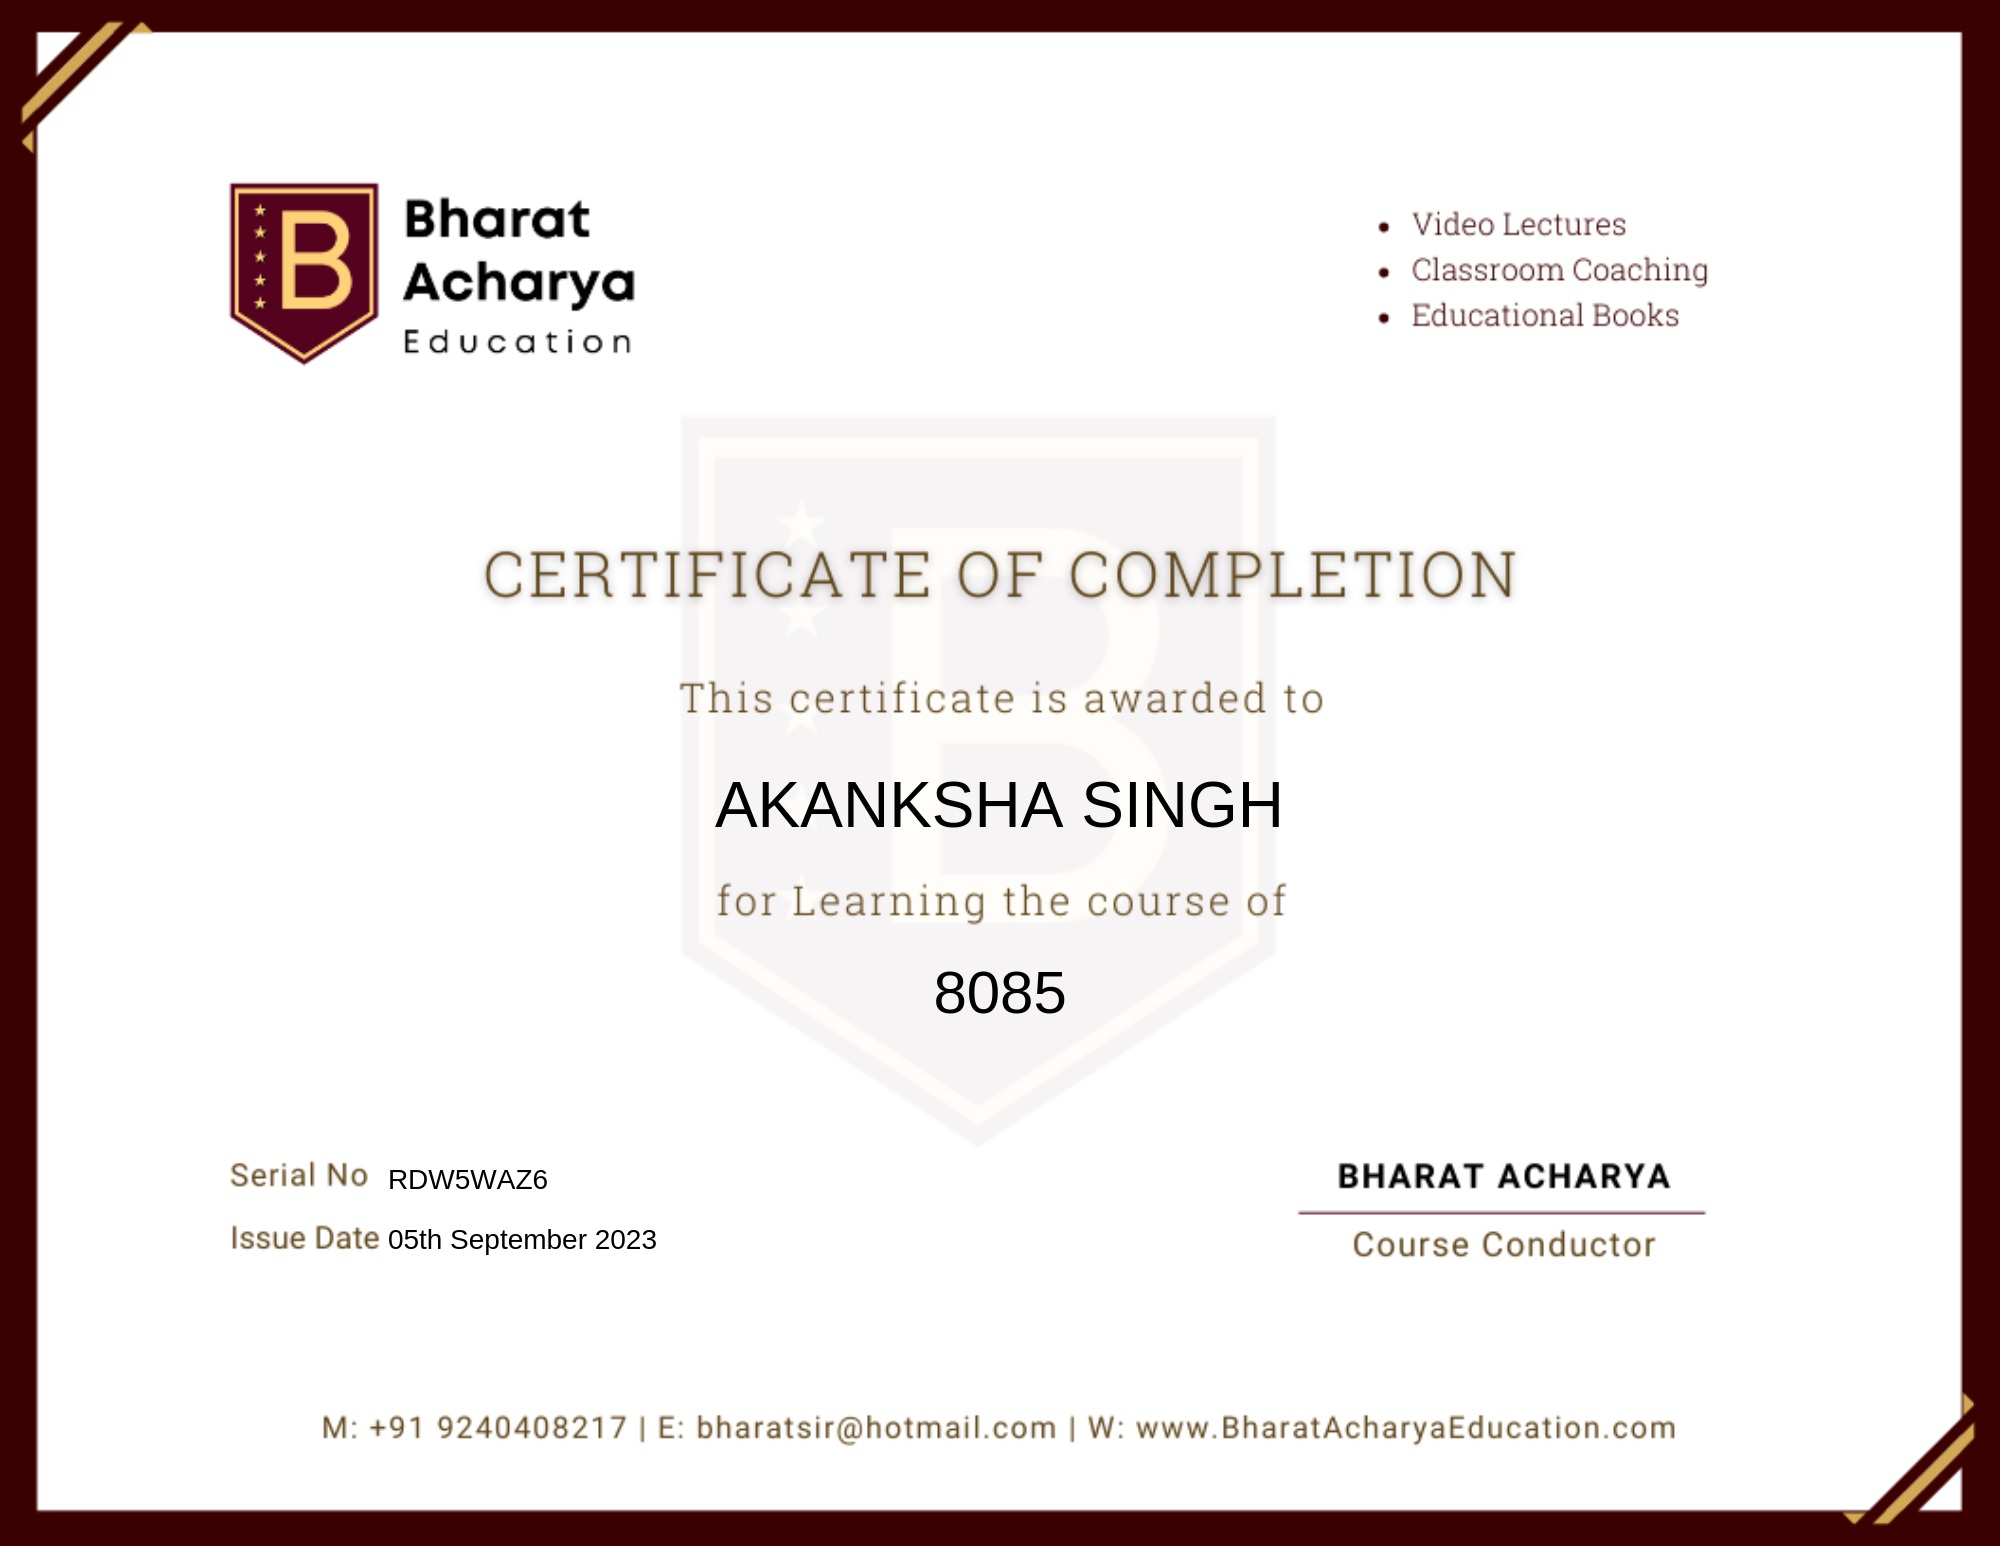 B
Bharat
Acharya
Education
• Video Lectures
• Classroom Coaching
• Educational Books
CERTIFICATE OF COMPLETION
This certificate is awarded to
AKANKSHA SINGH
for Learning the course of
8085
Serial No RDW5WAZ6
Issue Date 05th September 2023
BHARAT ACHARYA
Course Conductor
M: +91 9240408217 | E: bharatsir@hotmail.com | W: www.BharatAcharyaEducation.com